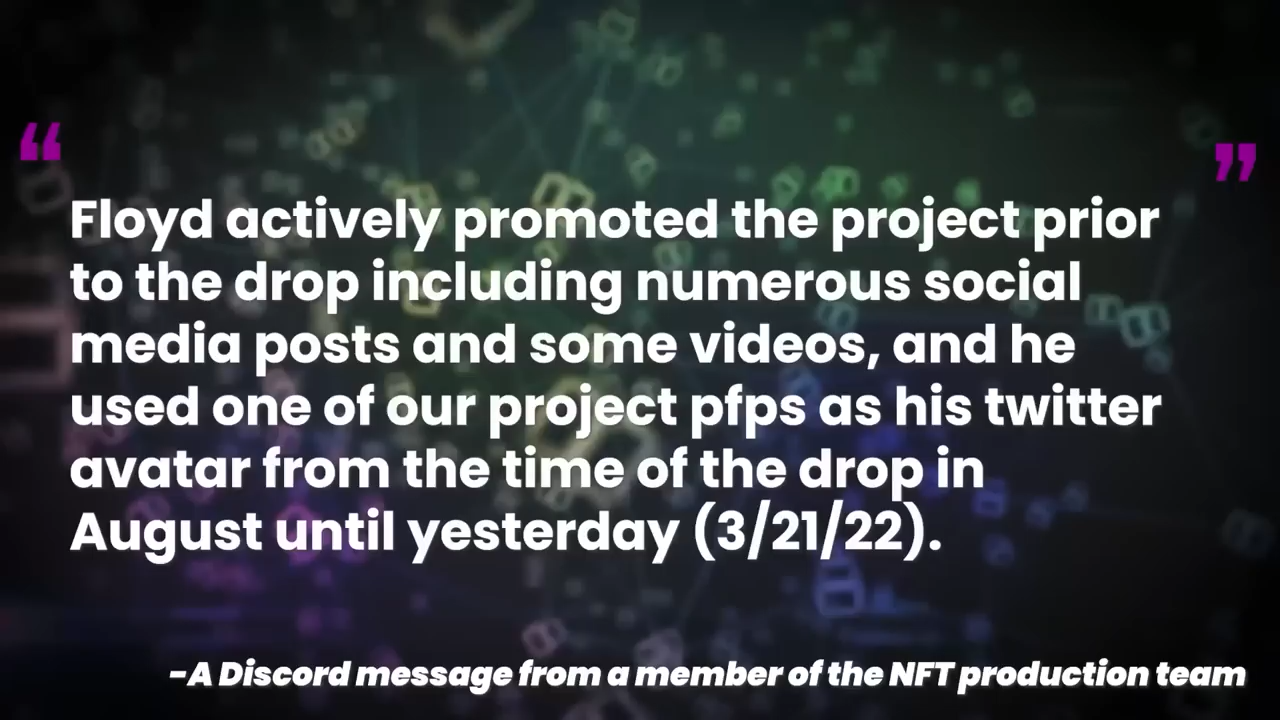 “ ”
Floyd actively promoted the project prior
to the drop including numerous social
media posts and some videos, and he
used one of our project pfps as his twitter
avatar from the time of the drop in
August until yesterday (3/21/22).
-A Discord message from a member of the NFT production team